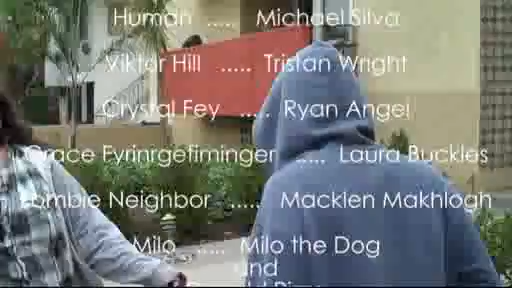 Human ..... Michael Silva
Viktor Hill ..... Tristan Wright
Crystal Fey ..... Ryan Angel
Grace Fyrinrgefiminger ..... Laura Buckles
Zombie Neighbor ..... Macklen Makhlogh
Milo ..... Milo the Dog
and